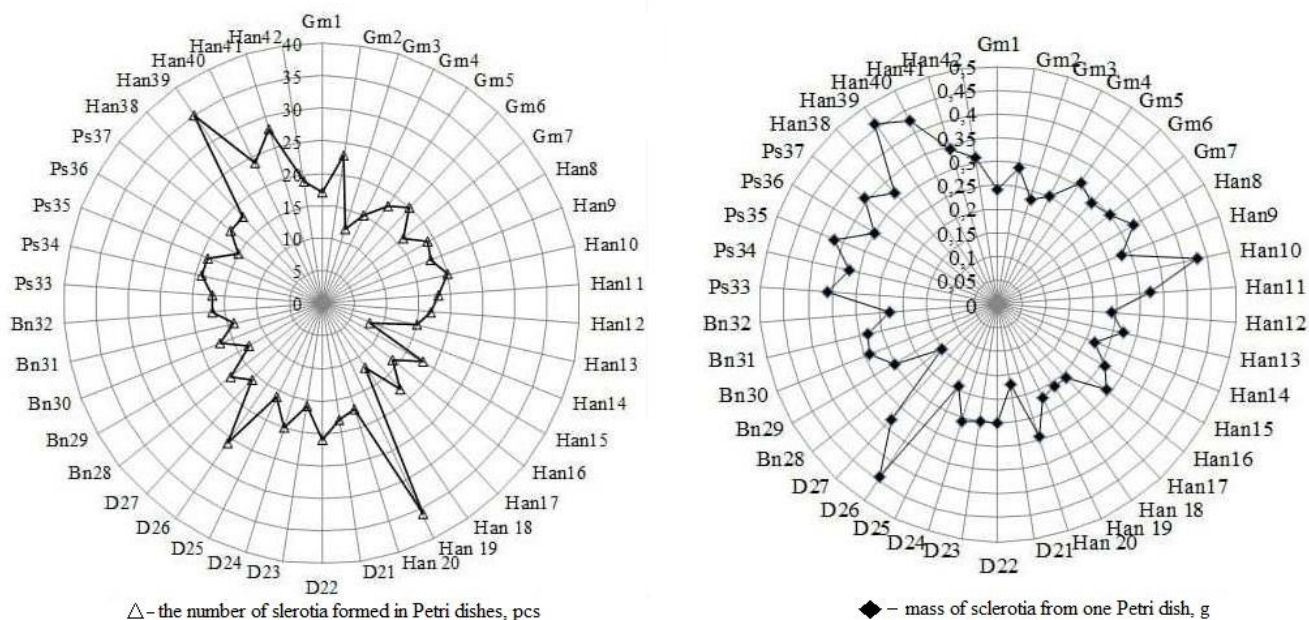 Gm1
Gm2
Gm3
Gm4
Gm5
Gm6
Gm7
Han8
Han9
Han10
Han11
Han12
Han13
Han14
Han15
Han16
Han17
Han 18
Han 19
Han 20
D21
D22
D23
D24
D25
D26
D27
Bn28
Bn29
Bn30
Bn31
Bn32
Ps33
Ps34
Ps35
Ps36
Ps37
Han38
Han39
Han40
Han41
Han42
40
35
30
25
20
15
10
5
0
△ – the number of slerotia formed in Petri dishes, pcs
Gm1
Gm2
Gm3
Gm4
Gm5
Gm6
Gm7
Han8
Han9
Han10
Han11
Han12
Han13
Han14
Han15
Han16
Han17
Han 18
Han 19
Han 20
D21
D22
D23
D24
D25
D26
D27
Bn28
Bn29
Bn30
Bn31
Bn32
Ps33
Ps34
Ps35
Ps36
Ps37
Han38
Han39
Han40
Han41
Han42
0,5
0,45
0,4
0,35
0,3
0,25
0,2
0,15
0,1
0,05
0
◆ – mass of sclerotia from one Petri dish, g